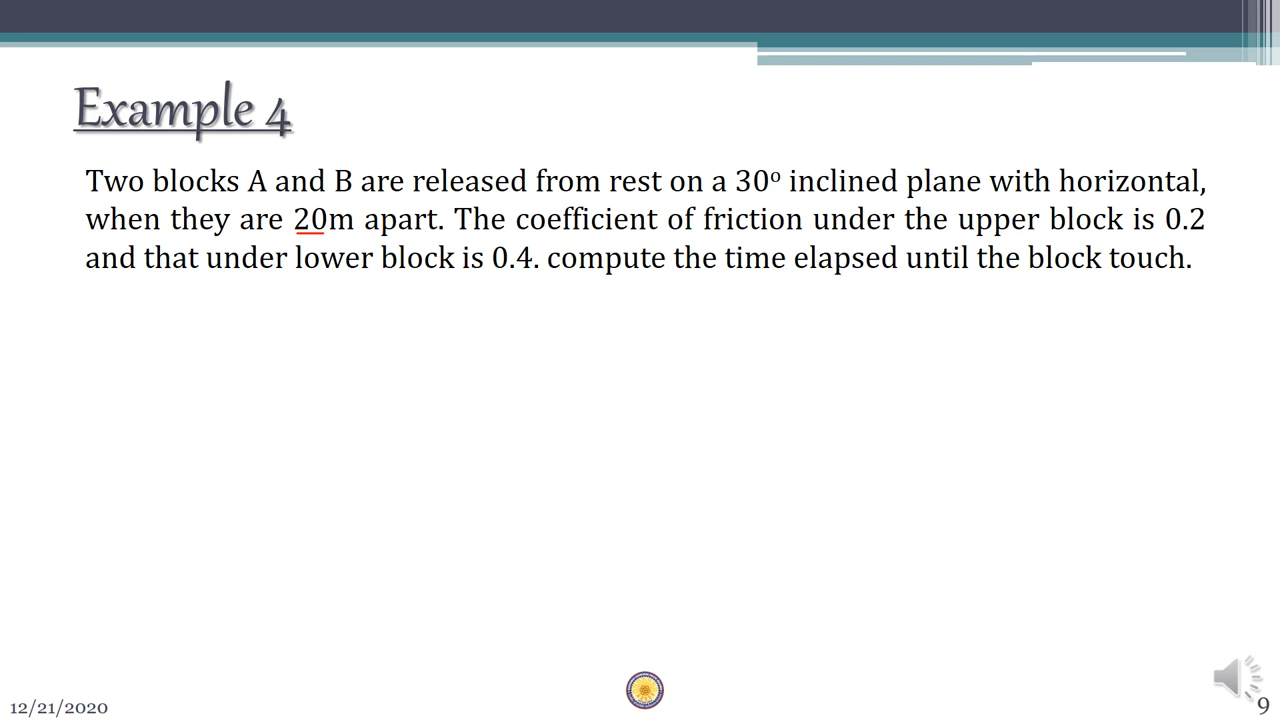 Example 4
Two blocks A and B are released from rest on a 30º inclined plane with horizontal,
when they are 20m apart. The coefficient of friction under the upper block is 0.2
and that under lower block is 0.4. compute the time elapsed until the block touch.
12/21/2020
9